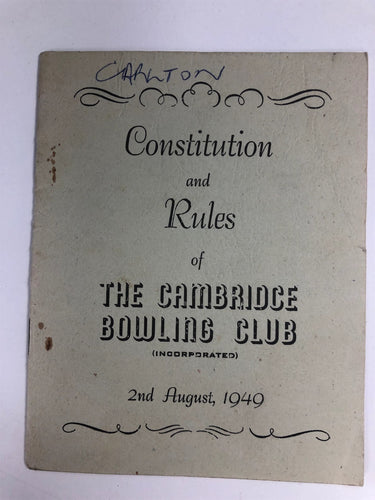 CARLTON
Constitution
and
Rules
of
THE CAMBRIDGE
BOWLING CLUB
(INCORPORATED)
2nd August, 1949